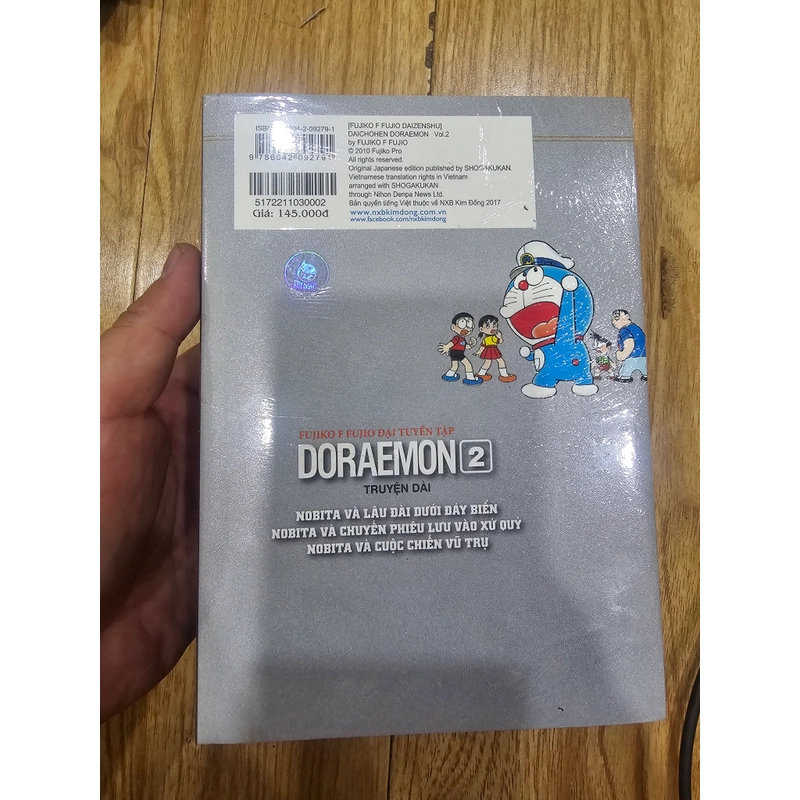 [FUJIKO F FUJIO DAIZENSHU]
DAICHOHEN DORAEMON Vol.2
by FUJIKO F FUJIO
© 2010 Fujiko Pro
All rights reserved.
Original Japanese edition published by SHOGAKUKAN.
Vietnamese translation rights in Vietnam
arranged with SHOGAKUKAN
through Nihon Denpa News Ltd.
Bản quyền tiếng Việt thuộc về NXB Kim Đồng 2017
www.nxbkimdong.com.vn
www.facebook.com/nxbkimdong
9 786042 092791
5172211030002
Giá: 145.000đ
FUJIKO F FUJIO ĐẠI TUYỂN TẬP
DORAEMON 2
TRUYỆN DÀI
NOBITA VÀ LÂU ĐÀI DƯỚI ĐÁY BIỂN
NOBITA VÀ CHUYẾN PHIÊU LƯU VÀO XỨ QUỶ
NOBITA VÀ CUỘC CHIẾN VŨ TRỤ